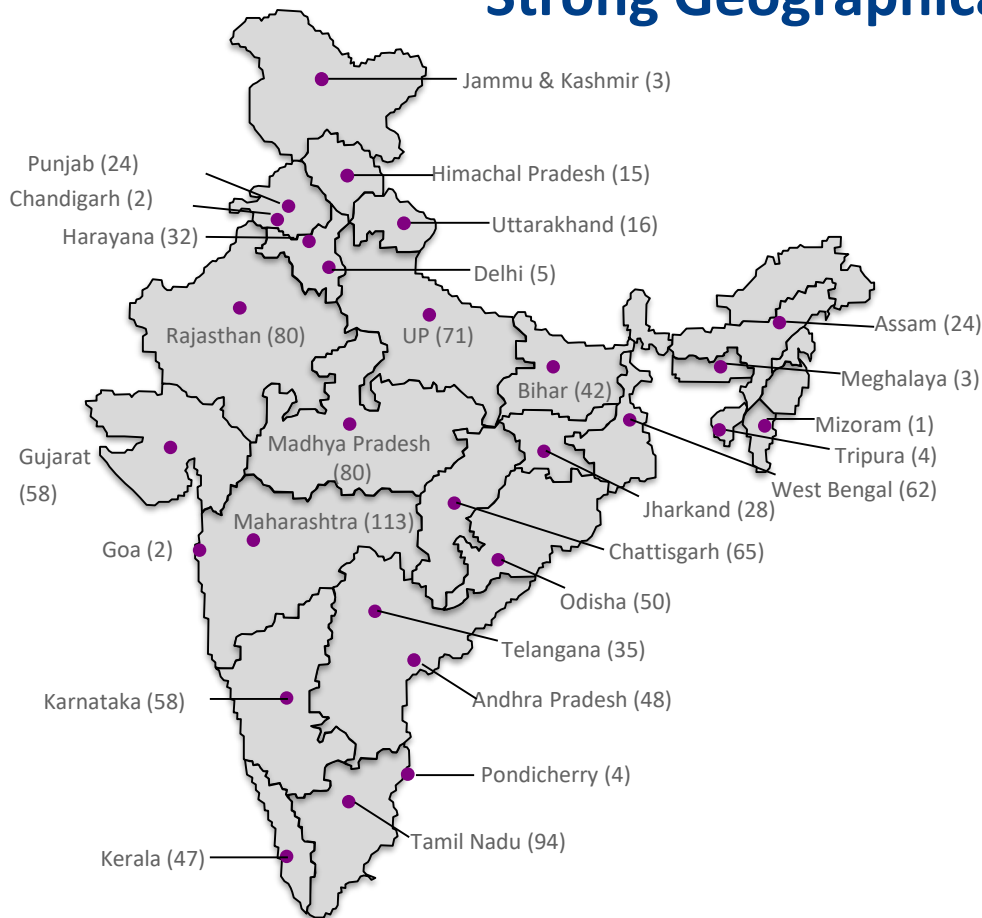 Strong Geographica
Jammu & Kashmir (3)
Punjab (24)
Himachal Pradesh (15)
Chandigarh (2)
Uttarakhand (16)
Harayana (32)
Delhi (5)
Assam (24)
Rajasthan (80)
UP (71)
Meghalaya (3)
Bihar (42)
Mizoram (1)
Madhya Pradesh
(80)
Tripura (4)
Gujarat
(58)
West Bengal (62)
Jharkand (28)
Maharashtra (113)
Goa (2)
Chattisgarh (65)
Odisha (50)
Telangana (35)
Karnataka (58)
Andhra Pradesh (48)
Pondicherry (4)
Tamil Nadu (94)
Kerala (47)